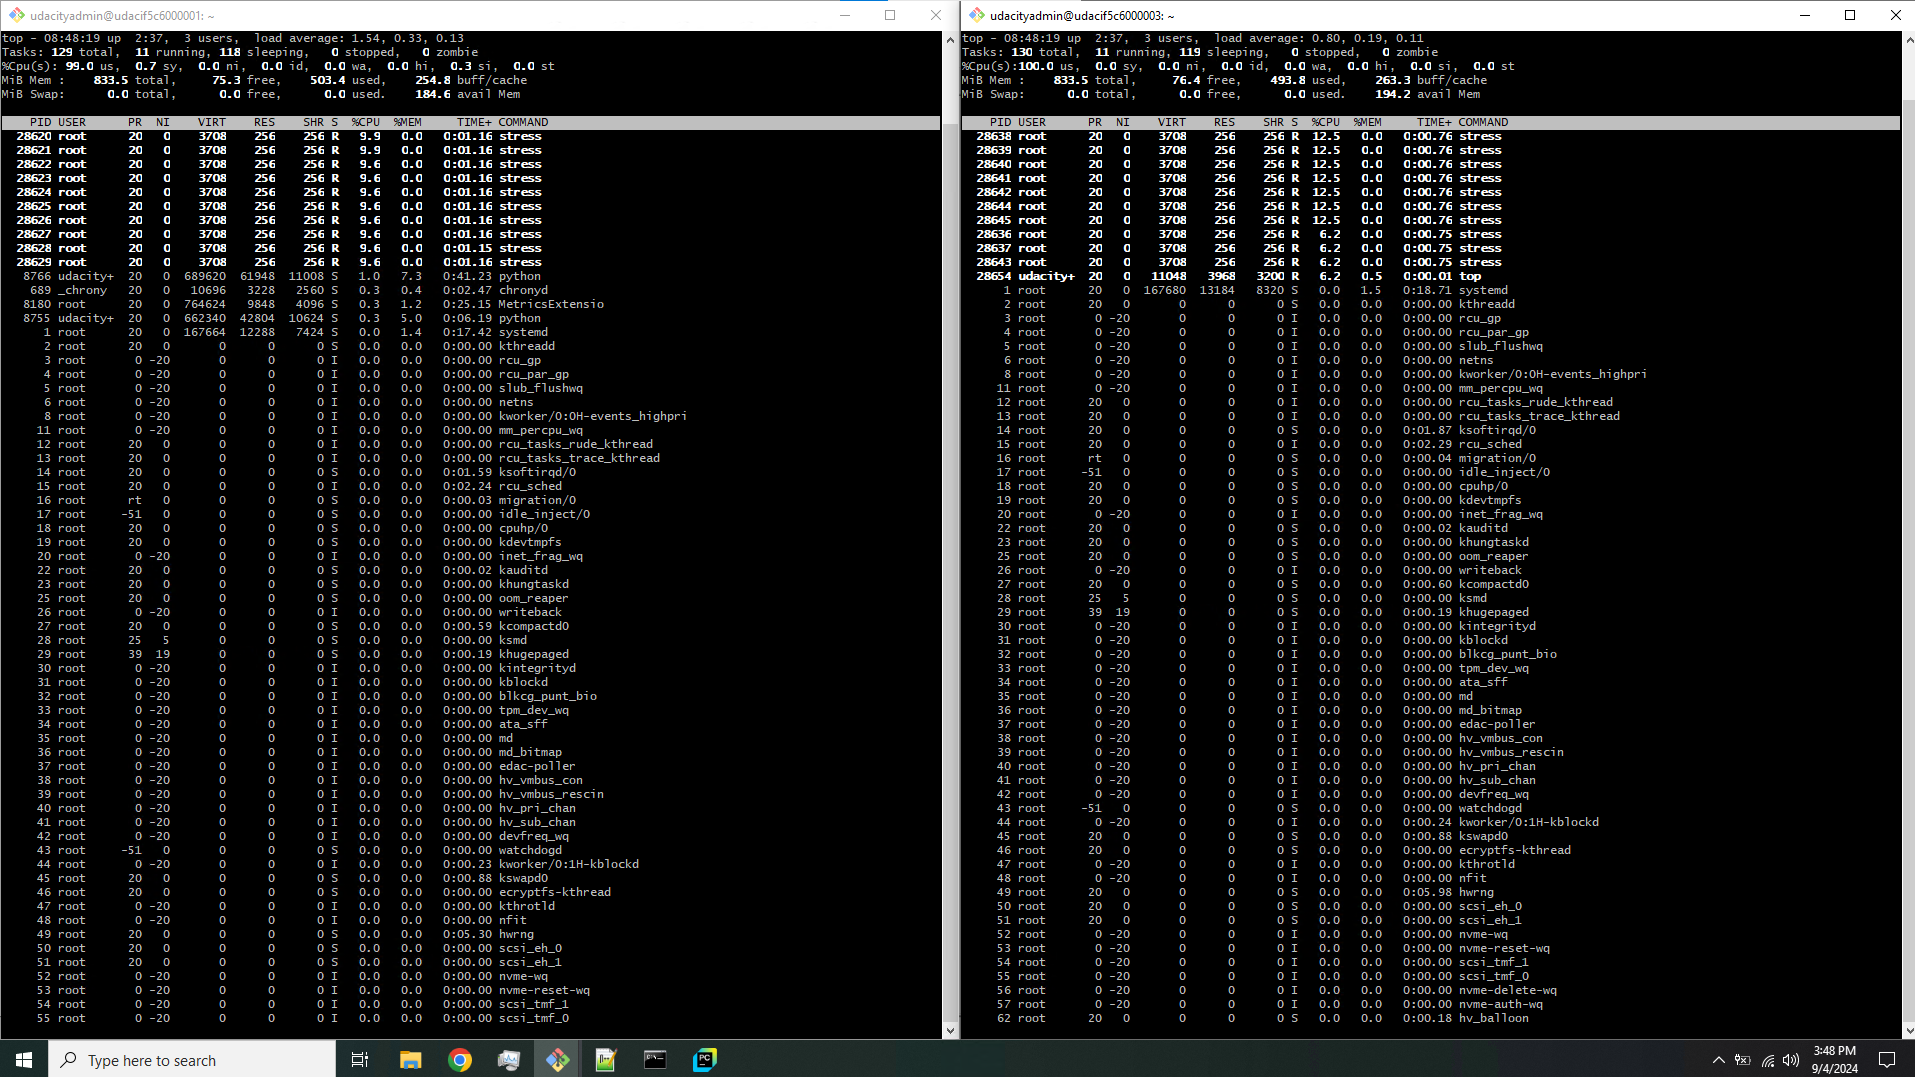 udacityadmin@udacif5c6000001: ~
top - 08:48:19 up  2:37,  3 users,  load average: 1.54, 0.33, 0.13
Tasks: 129 total,  11 running, 118 sleeping,   0 stopped,   0 zombie
%Cpu(s): 99.0 us,  0.7 sy,  0.0 ni,  0.0 id,  0.0 wa,  0.0 hi,  0.3 si,  0.0 st
MiB Mem :    833.5 total,     75.3 free,    503.4 used,    254.8 buff/cache
MiB Swap:      0.0 total,      0.0 free,      0.0 used.    184.6 avail Mem
PID USER PR NI VIRT RES SHR S %CPU %MEM TIME+ COMMAND
28620 root 20 0 3708 256 256 R 9.9 0.0 0:01.16 stress
28621 root 20 0 3708 256 256 R 9.9 0.0 0:01.16 stress
28622 root 20 0 3708 256 256 R 9.6 0.0 0:01.16 stress
28623 root 20 0 3708 256 256 R 9.6 0.0 0:01.16 stress
28624 root 20 0 3708 256 256 R 9.6 0.0 0:01.16 stress
28625 root 20 0 3708 256 256 R 9.6 0.0 0:01.16 stress
28626 root 20 0 3708 256 256 R 9.6 0.0 0:01.16 stress
28627 root 20 0 3708 256 256 R 9.6 0.0 0:01.16 stress
28628 root 20 0 3708 256 256 R 9.6 0.0 0:01.15 stress
28629 root 20 0 3708 256 256 R 9.6 0.0 0:01.16 stress
8766 udacity+ 20 0 689620 61948 11008 S 1.0 7.3 0:41.23 python
689 _chrony 20 0 10696 3228 2560 S 0.3 0.4 0:02.47 chronyd
8180 root 20 0 764624 9848 4096 S 0.3 1.2 0:25.15 MetricsExtensio
8755 udacity+ 20 0 662340 42804 10624 S 0.3 5.0 0:06.19 python
1 root 20 0 167664 12288 7424 S 0.0 1.4 0:17.42 systemd
2 root 20 0 0 0 0 S 0.0 0.0 0:00.00 kthreadd
3 root 0 -20 0 0 0 I 0.0 0.0 0:00.00 rcu_gp
4 root 0 -20 0 0 0 I 0.0 0.0 0:00.00 rcu_par_gp
5 root 0 -20 0 0 0 I 0.0 0.0 0:00.00 slub_flushwq
6 root 0 -20 0 0 0 I 0.0 0.0 0:00.00 netns
8 root 0 -20 0 0 0 I 0.0 0.0 0:00.00 kworker/0:0H-events_highpri
11 root 0 -20 0 0 0 I 0.0 0.0 0:00.00 mm_percpu_wq
12 root 20 0 0 0 0 S 0.0 0.0 0:00.00 rcu_tasks_rude_kthread
13 root 20 0 0 0 0 S 0.0 0.0 0:00.00 rcu_tasks_trace_kthread
14 root 20 0 0 0 0 S 0.0 0.0 0:01.59 ksoftirqd/0
15 root 20 0 0 0 0 I 0.0 0.0 0:02.24 rcu_sched
16 root rt 0 0 0 0 S 0.0 0.0 0:00.03 migration/0
17 root -51 0 0 0 0 S 0.0 0.0 0:00.00 idle_inject/0
18 root 20 0 0 0 0 S 0.0 0.0 0:00.00 cpuhp/0
19 root 20 0 0 0 0 S 0.0 0.0 0:00.00 kdevtmpfs
20 root 0 -20 0 0 0 I 0.0 0.0 0:00.00 inet_frag_wq
22 root 20 0 0 0 0 S 0.0 0.0 0:00.02 kauditd
23 root 20 0 0 0 0 S 0.0 0.0 0:00.00 khungtaskd
25 root 20 0 0 0 0 S 0.0 0.0 0:00.00 oom_reaper
26 root 0 -20 0 0 0 I 0.0 0.0 0:00.00 writeback
27 root 20 0 0 0 0 S 0.0 0.0 0:00.59 kcompactd0
28 root 25 5 0 0 0 S 0.0 0.0 0:00.00 ksmd
29 root 39 19 0 0 0 S 0.0 0.0 0:00.19 khugepaged
30 root 0 -20 0 0 0 I 0.0 0.0 0:00.00 kintegrityd
31 root 0 -20 0 0 0 I 0.0 0.0 0:00.00 kblockd
32 root 0 -20 0 0 0 I 0.0 0.0 0:00.00 blkcg_punt_bio
33 root 0 -20 0 0 0 I 0.0 0.0 0:00.00 tpm_dev_wq
34 root 0 -20 0 0 0 I 0.0 0.0 0:00.00 ata_sff
35 root 0 -20 0 0 0 I 0.0 0.0 0:00.00 md
36 root 0 -20 0 0 0 I 0.0 0.0 0:00.00 md_bitmap
37 root 0 -20 0 0 0 I 0.0 0.0 0:00.00 edac-poller
38 root 0 -20 0 0 0 I 0.0 0.0 0:00.00 hv_vmbus_con
39 root 0 -20 0 0 0 I 0.0 0.0 0:00.00 hv_vmbus_rescin
40 root 0 -20 0 0 0 I 0.0 0.0 0:00.00 hv_pri_chan
41 root 0 -20 0 0 0 I 0.0 0.0 0:00.00 hv_sub_chan
42 root 0 -20 0 0 0 I 0.0 0.0 0:00.00 devfreq_wq
43 root -51 0 0 0 0 S 0.0 0.0 0:00.00 watchdogd
44 root 0 -20 0 0 0 I 0.0 0.0 0:00.23 kworker/0:1H-kblockd
45 root 20 0 0 0 0 S 0.0 0.0 0:00.88 kswapd0
46 root 20 0 0 0 0 S 0.0 0.0 0:00.00 ecryptfs-kthread
47 root 0 -20 0 0 0 I 0.0 0.0 0:00.00 kthrotld
48 root 0 -20 0 0 0 I 0.0 0.0 0:00.00 nfit
49 root 20 0 0 0 0 S 0.0 0.0 0:05.30 hwrng
50 root 20 0 0 0 0 S 0.0 0.0 0:00.00 scsi_eh_0
51 root 20 0 0 0 0 S 0.0 0.0 0:00.00 scsi_eh_1
52 root 0 -20 0 0 0 I 0.0 0.0 0:00.00 nvme-wq
53 root 0 -20 0 0 0 I 0.0 0.0 0:00.00 nvme-reset-wq
54 root 0 -20 0 0 0 I 0.0 0.0 0:00.00 scsi_tmf_1
55 root 0 -20 0 0 0 I 0.0 0.0 0:00.00 scsi_tmf_0
udacityadmin@udacif5c6000003: ~
top - 08:48:19 up  2:37,  3 users,  load average: 0.80, 0.19, 0.11
Tasks: 130 total,  11 running, 119 sleeping,   0 stopped,   0 zombie
%Cpu(s):100.0 us,  0.0 sy,  0.0 ni,  0.0 id,  0.0 wa,  0.0 hi,  0.0 si,  0.0 st
MiB Mem :    833.5 total,     76.4 free,    493.8 used,    263.3 buff/cache
MiB Swap:      0.0 total,      0.0 free,      0.0 used.    194.2 avail Mem
PID USER PR NI VIRT RES SHR S %CPU %MEM TIME+ COMMAND
28638 root 20 0 3708 256 256 R 12.5 0.0 0:00.76 stress
28639 root 20 0 3708 256 256 R 12.5 0.0 0:00.76 stress
28640 root 20 0 3708 256 256 R 12.5 0.0 0:00.76 stress
28641 root 20 0 3708 256 256 R 12.5 0.0 0:00.76 stress
28642 root 20 0 3708 256 256 R 12.5 0.0 0:00.76 stress
28644 root 20 0 3708 256 256 R 12.5 0.0 0:00.76 stress
28645 root 20 0 3708 256 256 R 12.5 0.0 0:00.76 stress
28636 root 20 0 3708 256 256 R 6.2 0.0 0:00.75 stress
28637 root 20 0 3708 256 256 R 6.2 0.0 0:00.75 stress
28643 root 20 0 3708 256 256 R 6.2 0.0 0:00.75 stress
28654 udacity+ 20 0 11048 3968 3200 R 6.2 0.5 0:00.01 top
1 root 20 0 167680 13184 8320 S 0.0 1.5 0:18.71 systemd
2 root 20 0 0 0 0 S 0.0 0.0 0:00.00 kthreadd
3 root 0 -20 0 0 0 I 0.0 0.0 0:00.00 rcu_gp
4 root 0 -20 0 0 0 I 0.0 0.0 0:00.00 rcu_par_gp
5 root 0 -20 0 0 0 I 0.0 0.0 0:00.00 slub_flushwq
6 root 0 -20 0 0 0 I 0.0 0.0 0:00.00 netns
8 root 0 -20 0 0 0 I 0.0 0.0 0:00.00 kworker/0:0H-events_highpri
11 root 0 -20 0 0 0 I 0.0 0.0 0:00.00 mm_percpu_wq
12 root 20 0 0 0 0 S 0.0 0.0 0:00.00 rcu_tasks_rude_kthread
13 root 20 0 0 0 0 S 0.0 0.0 0:00.00 rcu_tasks_trace_kthread
14 root 20 0 0 0 0 S 0.0 0.0 0:01.87 ksoftirqd/0
15 root 20 0 0 0 0 I 0.0 0.0 0:02.29 rcu_sched
16 root rt 0 0 0 0 S 0.0 0.0 0:00.04 migration/0
17 root -51 0 0 0 0 S 0.0 0.0 0:00.00 idle_inject/0
18 root 20 0 0 0 0 S 0.0 0.0 0:00.00 cpuhp/0
19 root 20 0 0 0 0 S 0.0 0.0 0:00.00 kdevtmpfs
20 root 0 -20 0 0 0 I 0.0 0.0 0:00.00 inet_frag_wq
22 root 20 0 0 0 0 S 0.0 0.0 0:00.02 kauditd
23 root 20 0 0 0 0 S 0.0 0.0 0:00.00 khungtaskd
25 root 20 0 0 0 0 S 0.0 0.0 0:00.00 oom_reaper
26 root 0 -20 0 0 0 I 0.0 0.0 0:00.00 writeback
27 root 20 0 0 0 0 S 0.0 0.0 0:00.60 kcompactd0
28 root 25 5 0 0 0 S 0.0 0.0 0:00.00 ksmd
29 root 39 19 0 0 0 S 0.0 0.0 0:00.19 khugepaged
30 root 0 -20 0 0 0 I 0.0 0.0 0:00.00 kintegrityd
31 root 0 -20 0 0 0 I 0.0 0.0 0:00.00 kblockd
32 root 0 -20 0 0 0 I 0.0 0.0 0:00.00 blkcg_punt_bio
33 root 0 -20 0 0 0 I 0.0 0.0 0:00.00 tpm_dev_wq
34 root 0 -20 0 0 0 I 0.0 0.0 0:00.00 ata_sff
35 root 0 -20 0 0 0 I 0.0 0.0 0:00.00 md
36 root 0 -20 0 0 0 I 0.0 0.0 0:00.00 md_bitmap
37 root 0 -20 0 0 0 I 0.0 0.0 0:00.00 edac-poller
38 root 0 -20 0 0 0 I 0.0 0.0 0:00.00 hv_vmbus_con
39 root 0 -20 0 0 0 I 0.0 0.0 0:00.00 hv_vmbus_rescin
40 root 0 -20 0 0 0 I 0.0 0.0 0:00.00 hv_pri_chan
41 root 0 -20 0 0 0 I 0.0 0.0 0:00.00 hv_sub_chan
42 root 0 -20 0 0 0 I 0.0 0.0 0:00.00 devfreq_wq
43 root -51 0 0 0 0 S 0.0 0.0 0:00.00 watchdogd
44 root 0 -20 0 0 0 I 0.0 0.0 0:00.24 kworker/0:1H-kblockd
45 root 20 0 0 0 0 S 0.0 0.0 0:00.88 kswapd0
46 root 20 0 0 0 0 S 0.0 0.0 0:00.00 ecryptfs-kthread
47 root 0 -20 0 0 0 I 0.0 0.0 0:00.00 kthrotld
48 root 0 -20 0 0 0 I 0.0 0.0 0:00.00 nfit
49 root 20 0 0 0 0 S 0.0 0.0 0:05.98 hwrng
50 root 20 0 0 0 0 S 0.0 0.0 0:00.00 scsi_eh_0
51 root 20 0 0 0 0 S 0.0 0.0 0:00.00 scsi_eh_1
52 root 0 -20 0 0 0 I 0.0 0.0 0:00.00 nvme-wq
53 root 0 -20 0 0 0 I 0.0 0.0 0:00.00 nvme-reset-wq
54 root 0 -20 0 0 0 I 0.0 0.0 0:00.00 scsi_tmf_1
55 root 0 -20 0 0 0 I 0.0 0.0 0:00.00 scsi_tmf_0
56 root 0 -20 0 0 0 I 0.0 0.0 0:00.00 nvme-delete-wq
57 root 0 -20 0 0 0 I 0.0 0.0 0:00.00 nvme-auth-wq
62 root 20 0 0 0 0 S 0.0 0.0 0:00.18 hv_balloon
Type here to search
PC
3:48 PM
9/4/2024